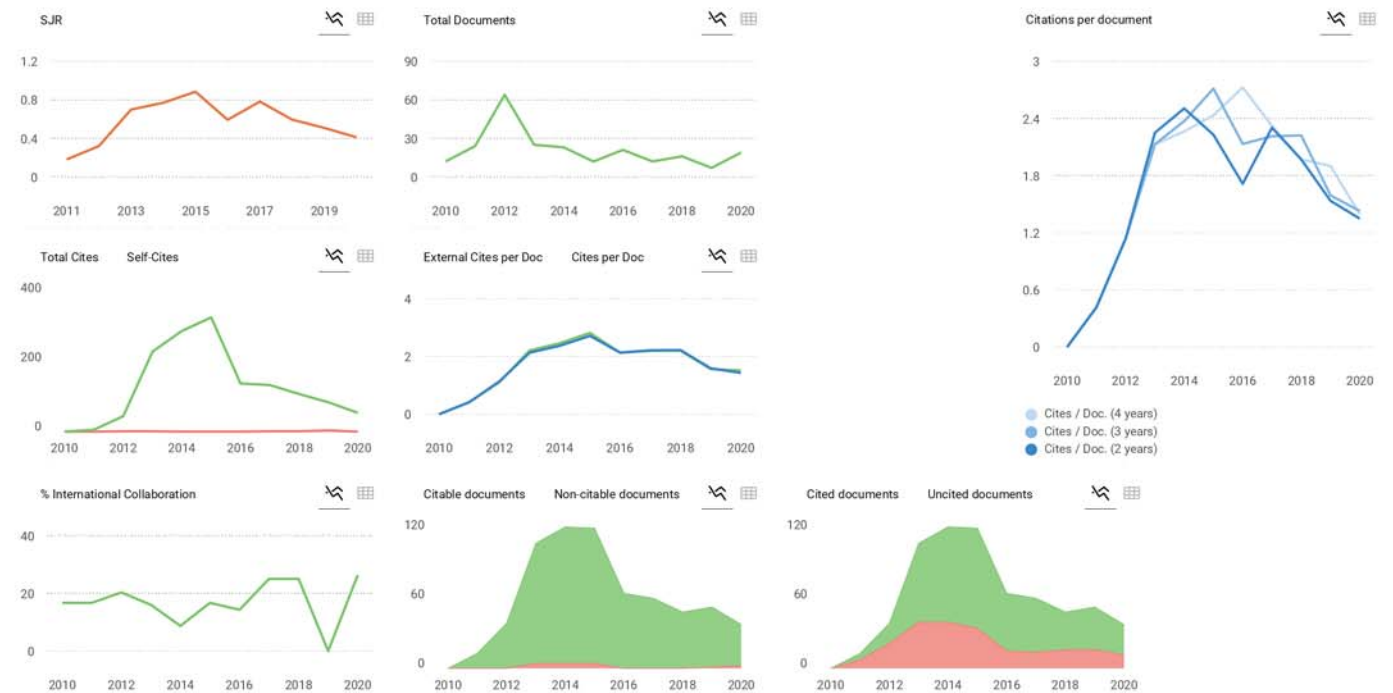 SJR
1.2
0.8
0.4
0
2011 2013 2015 2017 2019
Total Documents
90
60
30
0
2010 2012 2014 2016 2018 2020
Citations per document
3
2.4
1.8
1.2
0.6
0
2010 2012 2014 2016 2018 2020
Cites / Doc. (4 years)
Cites / Doc. (3 years)
Cites / Doc. (2 years)
Total Cites Self-Cites
400
200
0
2010 2012 2014 2016 2018 2020
External Cites per Doc Cites per Doc
4
2
0
2010 2012 2014 2016 2018 2020
% International Collaboration
40
20
0
2010 2012 2014 2016 2018 2020
Citable documents Non-citable documents
120
60
0
2010 2012 2014 2016 2018 2020
Cited documents Uncited documents
120
60
0
2010 2012 2014 2016 2018 2020